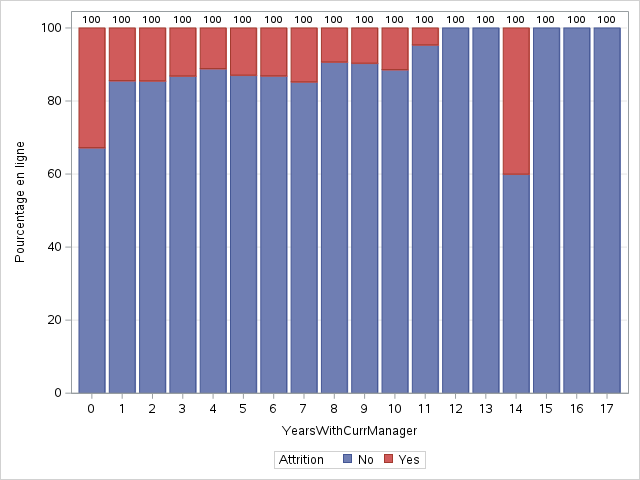 100 100 100 100 100 100 100 100 100 100 100 100 100 100 100 100 100 100
100
80
60
40
20
0
Pourcentage en ligne
0 1 2 3 4 5 6 7 8 9 10 11 12 13 14 15 16 17
YearsWithCurrManager
Attrition No Yes